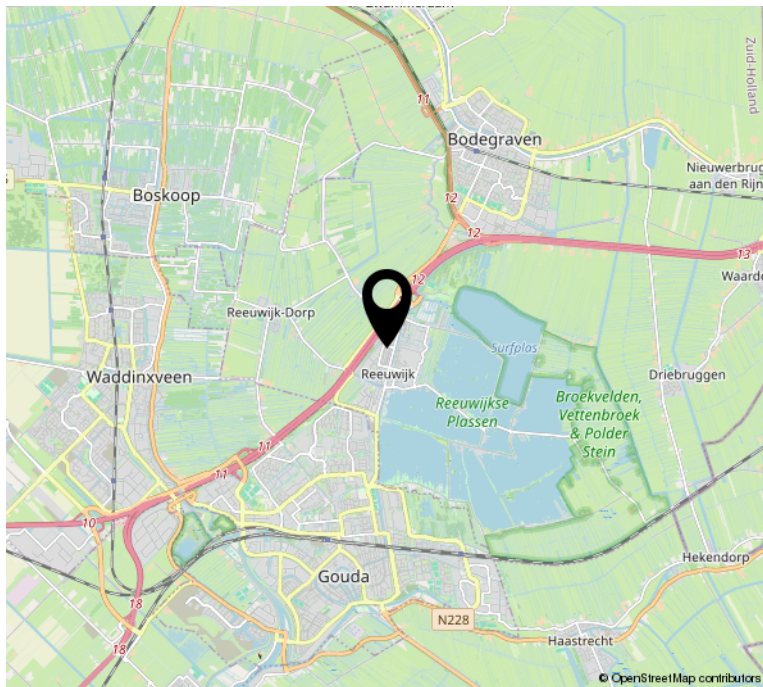 Zuid-Holland
11
Bodegraven
Nieuwerbrug
aan den Rijn
Boskoop
12
12
13
12
Waarde
Reeuwijk-Dorp
Surfplas
Reeuwijk
Waddinxveen
Driebruggen
Reeuwijkse
Plassen
Broekvelden,
Vettenbroek
& Polder
Stein
11
11
10
Hekendorp
Gouda
18
N228
Haastrecht
18
© OpenStreetMap contributors